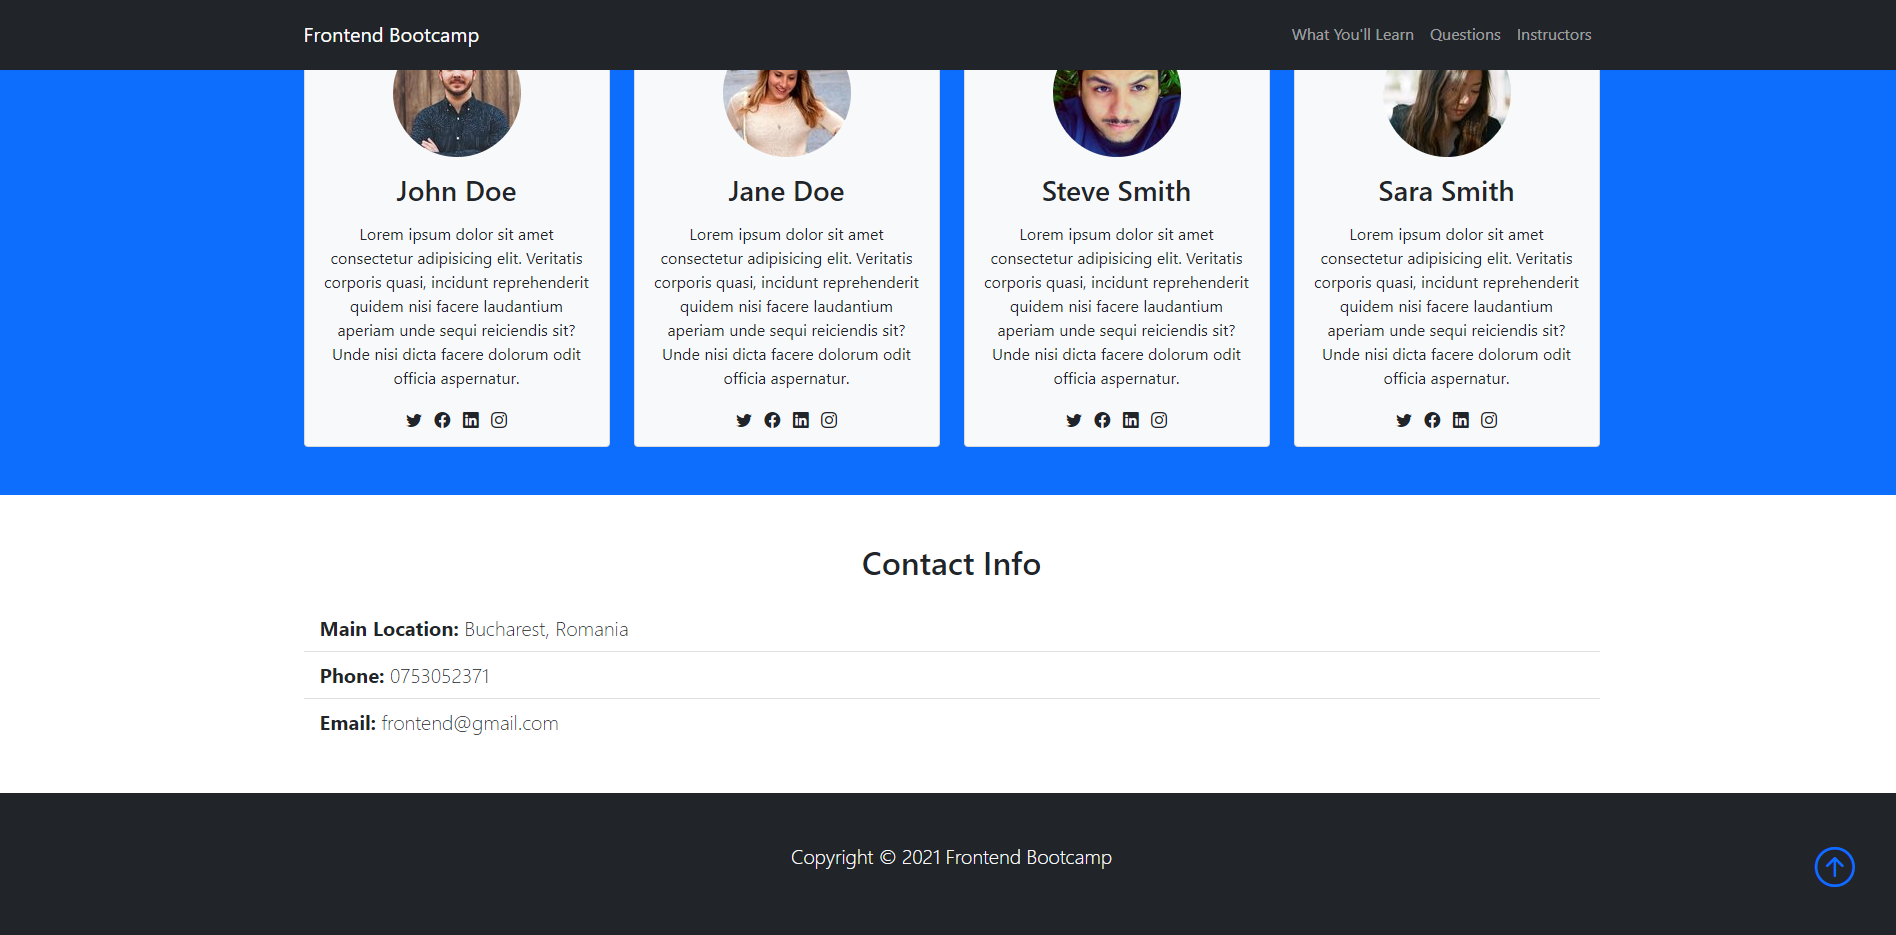 Frontend Bootcamp
What You'll Learn Questions Instructors
John Doe
Lorem ipsum dolor sit amet
consectetur adipisicing elit. Veritatis
corporis quasi, incidunt reprehenderit
quidem nisi facere laudantium
aperiam unde sequi reiciendis sit?
Unde nisi dicta facere dolorum odit
officia aspernatur.
Jane Doe
Lorem ipsum dolor sit amet
consectetur adipisicing elit. Veritatis
corporis quasi, incidunt reprehenderit
quidem nisi facere laudantium
aperiam unde sequi reiciendis sit?
Unde nisi dicta facere dolorum odit
officia aspernatur.
Steve Smith
Lorem ipsum dolor sit amet
consectetur adipisicing elit. Veritatis
corporis quasi, incidunt reprehenderit
quidem nisi facere laudantium
aperiam unde sequi reiciendis sit?
Unde nisi dicta facere dolorum odit
officia aspernatur.
Sara Smith
Lorem ipsum dolor sit amet
consectetur adipisicing elit. Veritatis
corporis quasi, incidunt reprehenderit
quidem nisi facere laudantium
aperiam unde sequi reiciendis sit?
Unde nisi dicta facere dolorum odit
officia aspernatur.
Contact Info
Main Location: Bucharest, Romania
Phone: 0753052371
Email: frontend@gmail.com
Copyright © 2021 Frontend Bootcamp